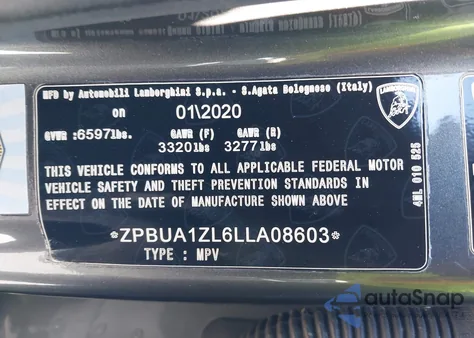 MFD by Automobili Lamborghini S.p.a. - S.Agata Bolognese (Italy)
on 01\2020
GVWR :6597lbs. GAWR (F) 3320lbs GAWR (R) 3277lbs.
THIS VEHICLE CONFORMS TO ALL APPLICABLE FEDERAL MOTOR
VEHICLE SAFETY AND THEFT PREVENTION STANDARDS IN
EFFECT ON THE DATE OF MANUFACTURE SHOWN ABOVE
*ZPBUA1ZL6LLA08603*
TYPE : MPV
LAMBORGHINI
4ML 010 525
autoSnap